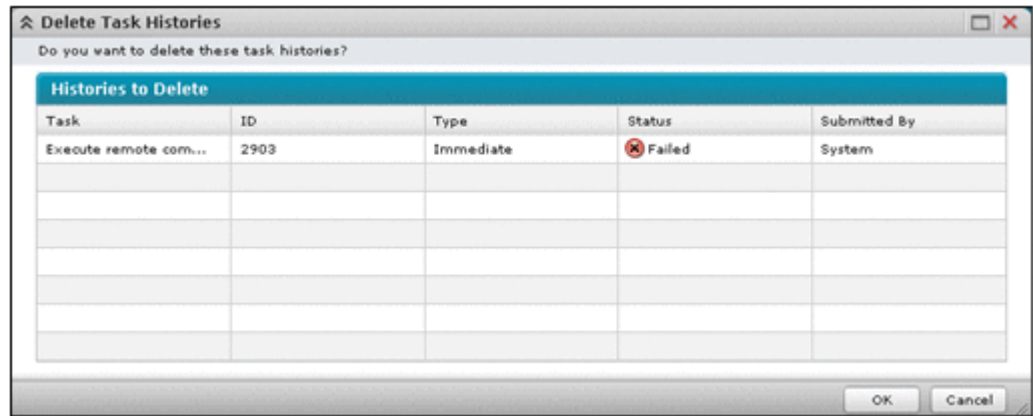 Delete Task Histories
Do you want to delete these task histories?
Histories to Delete
Task ID Type Status Submitted By
Execute remote com... 2903 Immediate Failed System
OK Cancel